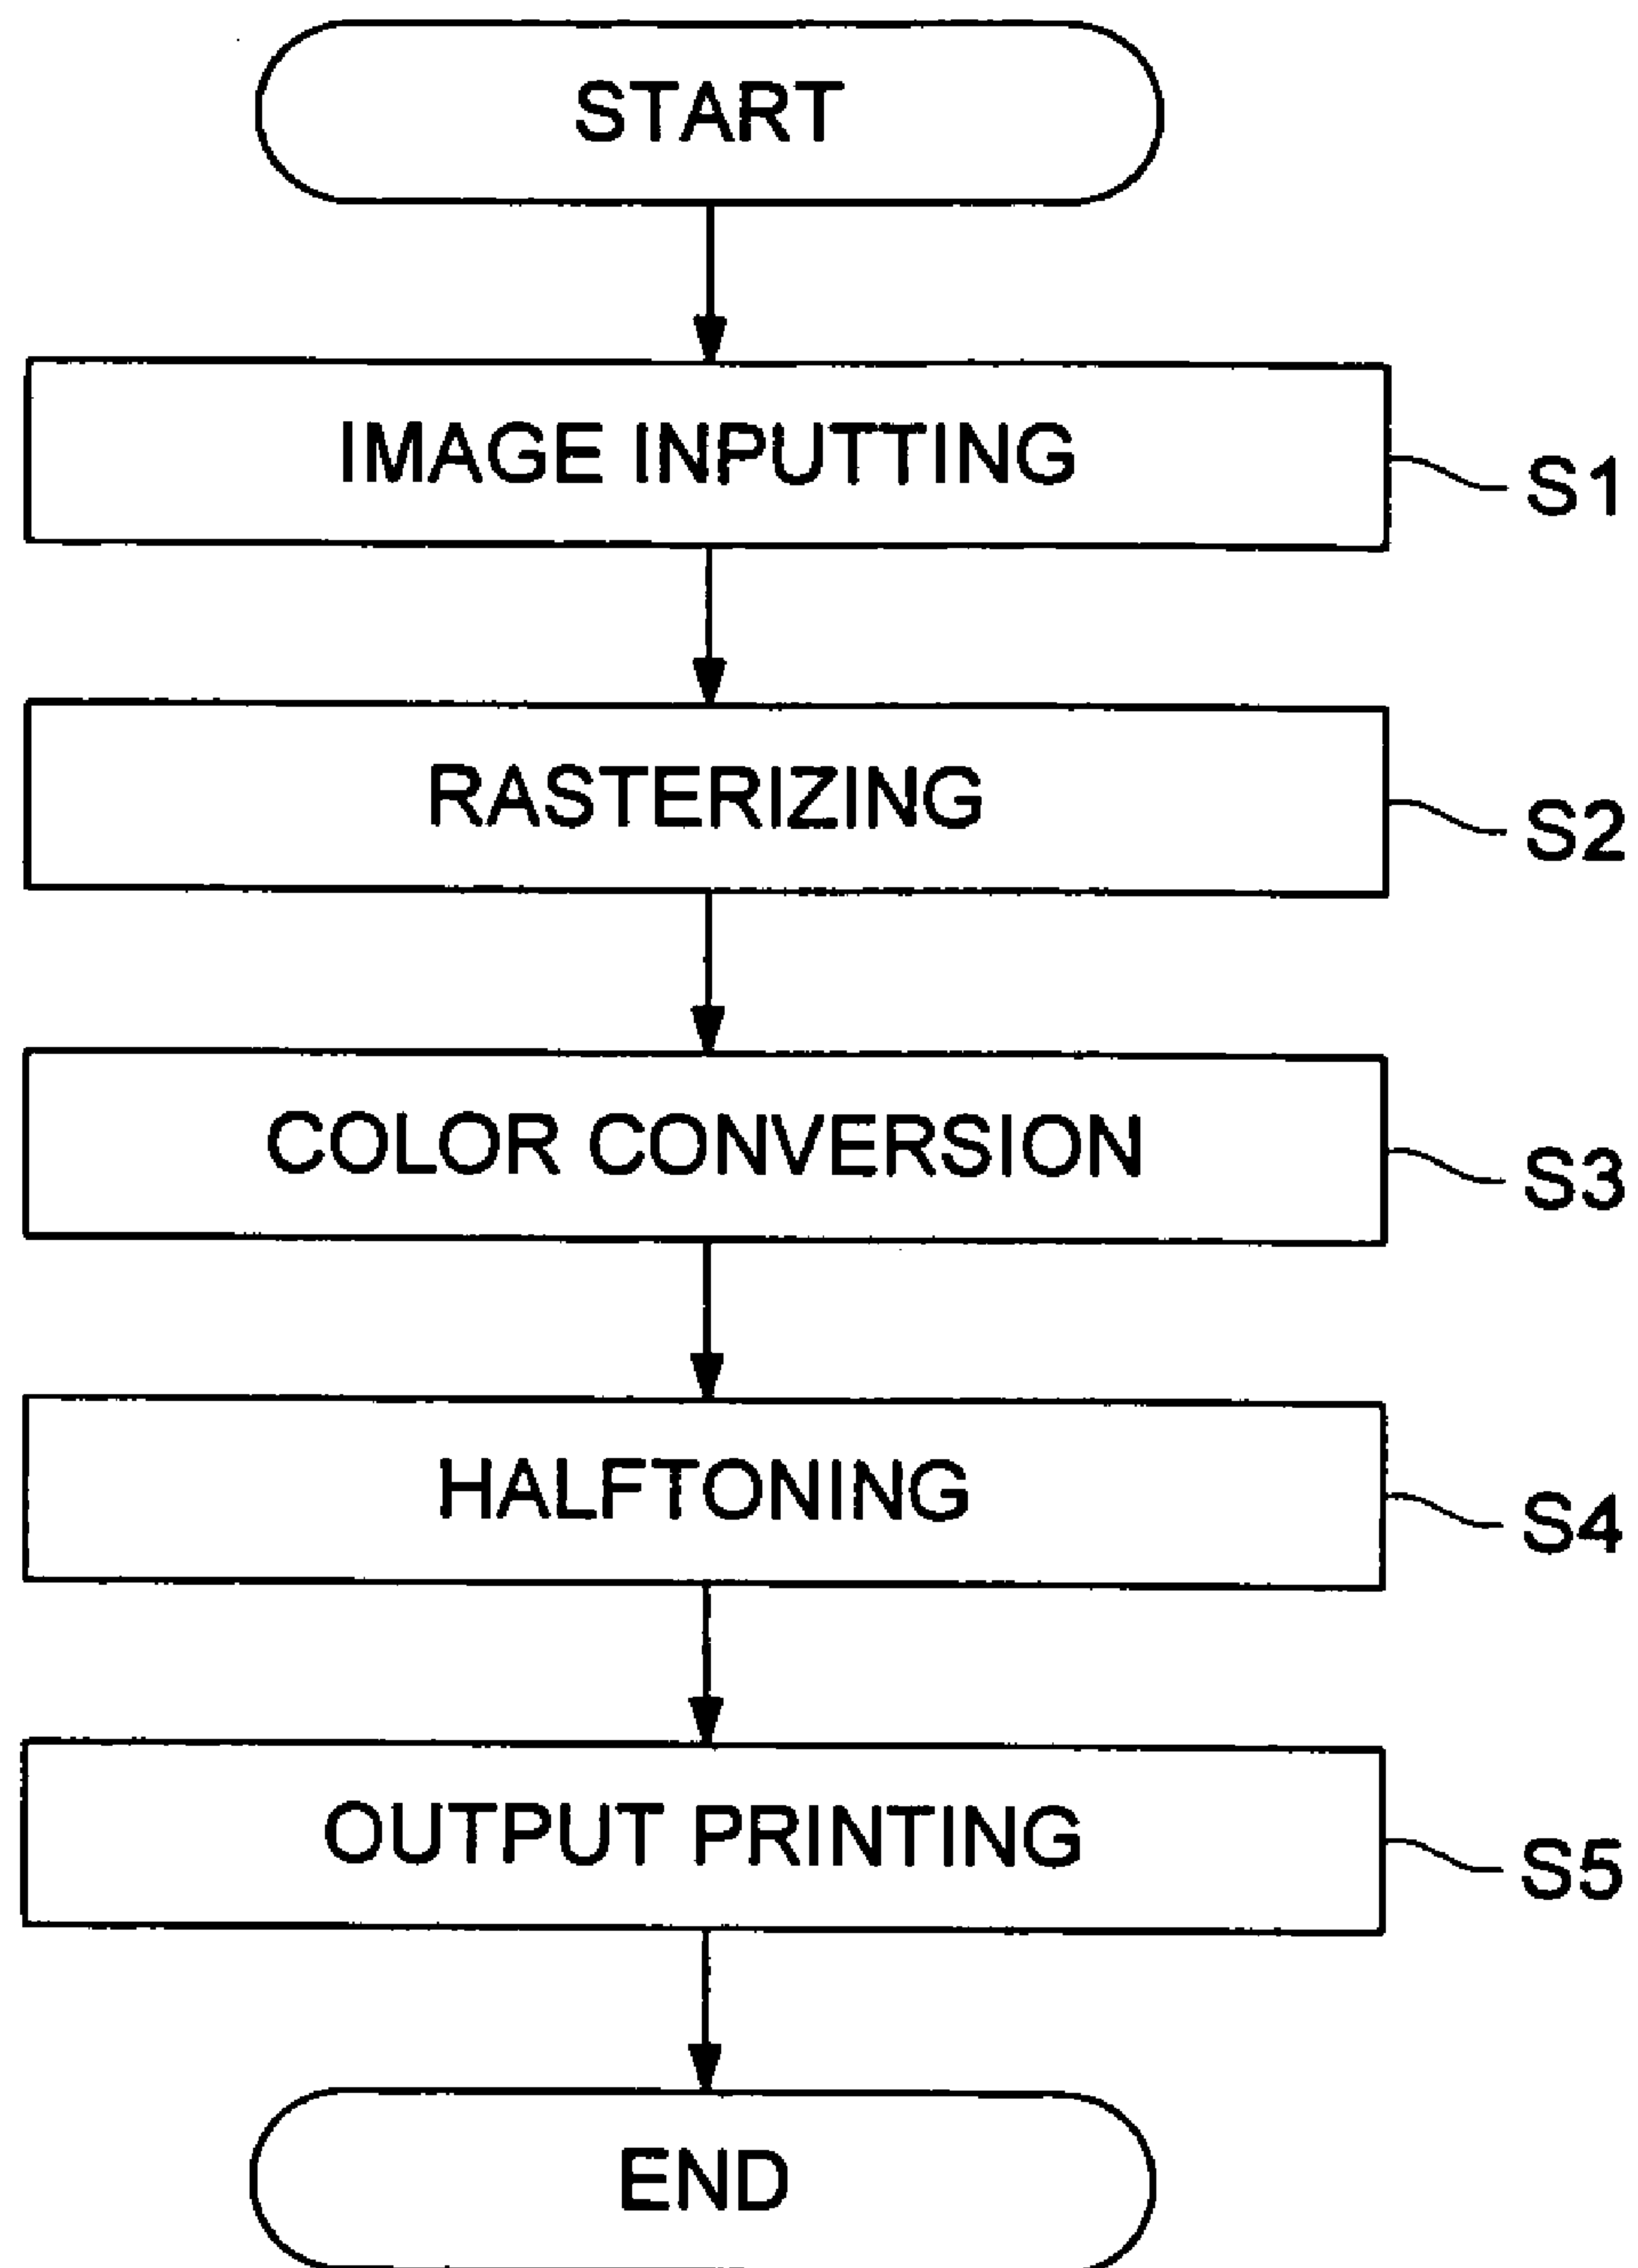 START
IMAGE INPUTTING
S1
RASTERIZING
S2
COLOR CONVERSION
S3
HALFTONING
S4
OUTPUT PRINTING
S5
END